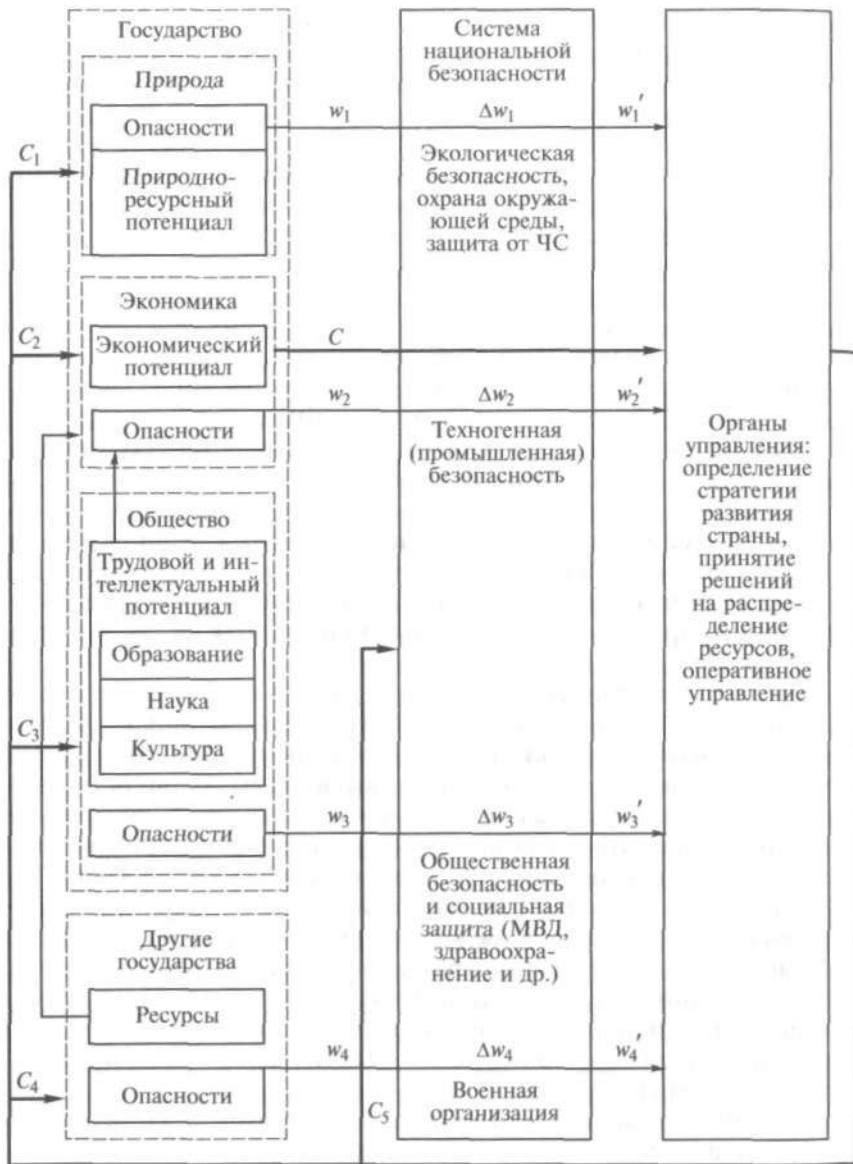 Государство
Природа
Опасности
Природно-
ресурсный
потенциал
Экономика
Экономический
потенциал
Опасности
Общество
Трудовой и ин-
теллектуальный
потенциал
Образование
Наука
Культура
Опасности
Другие
государства
Ресурсы
Опасности
C₁
C₂
C₃
C₄
w₁
C
w₂
w₃
w₄
C₅
Система
национальной
безопасности
Δw₁
Экологическая
безопасность,
охрана окружа-
ющей среды,
защита от ЧС
Δw₂
Техногенная
(промышленная)
безопасность
Δw₃
Общественная
безопасность
и социальная
защита (МВД,
здравоохра-
нение и др.)
Δw₄
Военная
организация
w₁′
w₂′
w₃′
w₄′
Органы
управления:
определение
стратегии
развития
страны,
принятие
решений
на распре-
деление
ресурсов,
оперативное
управление